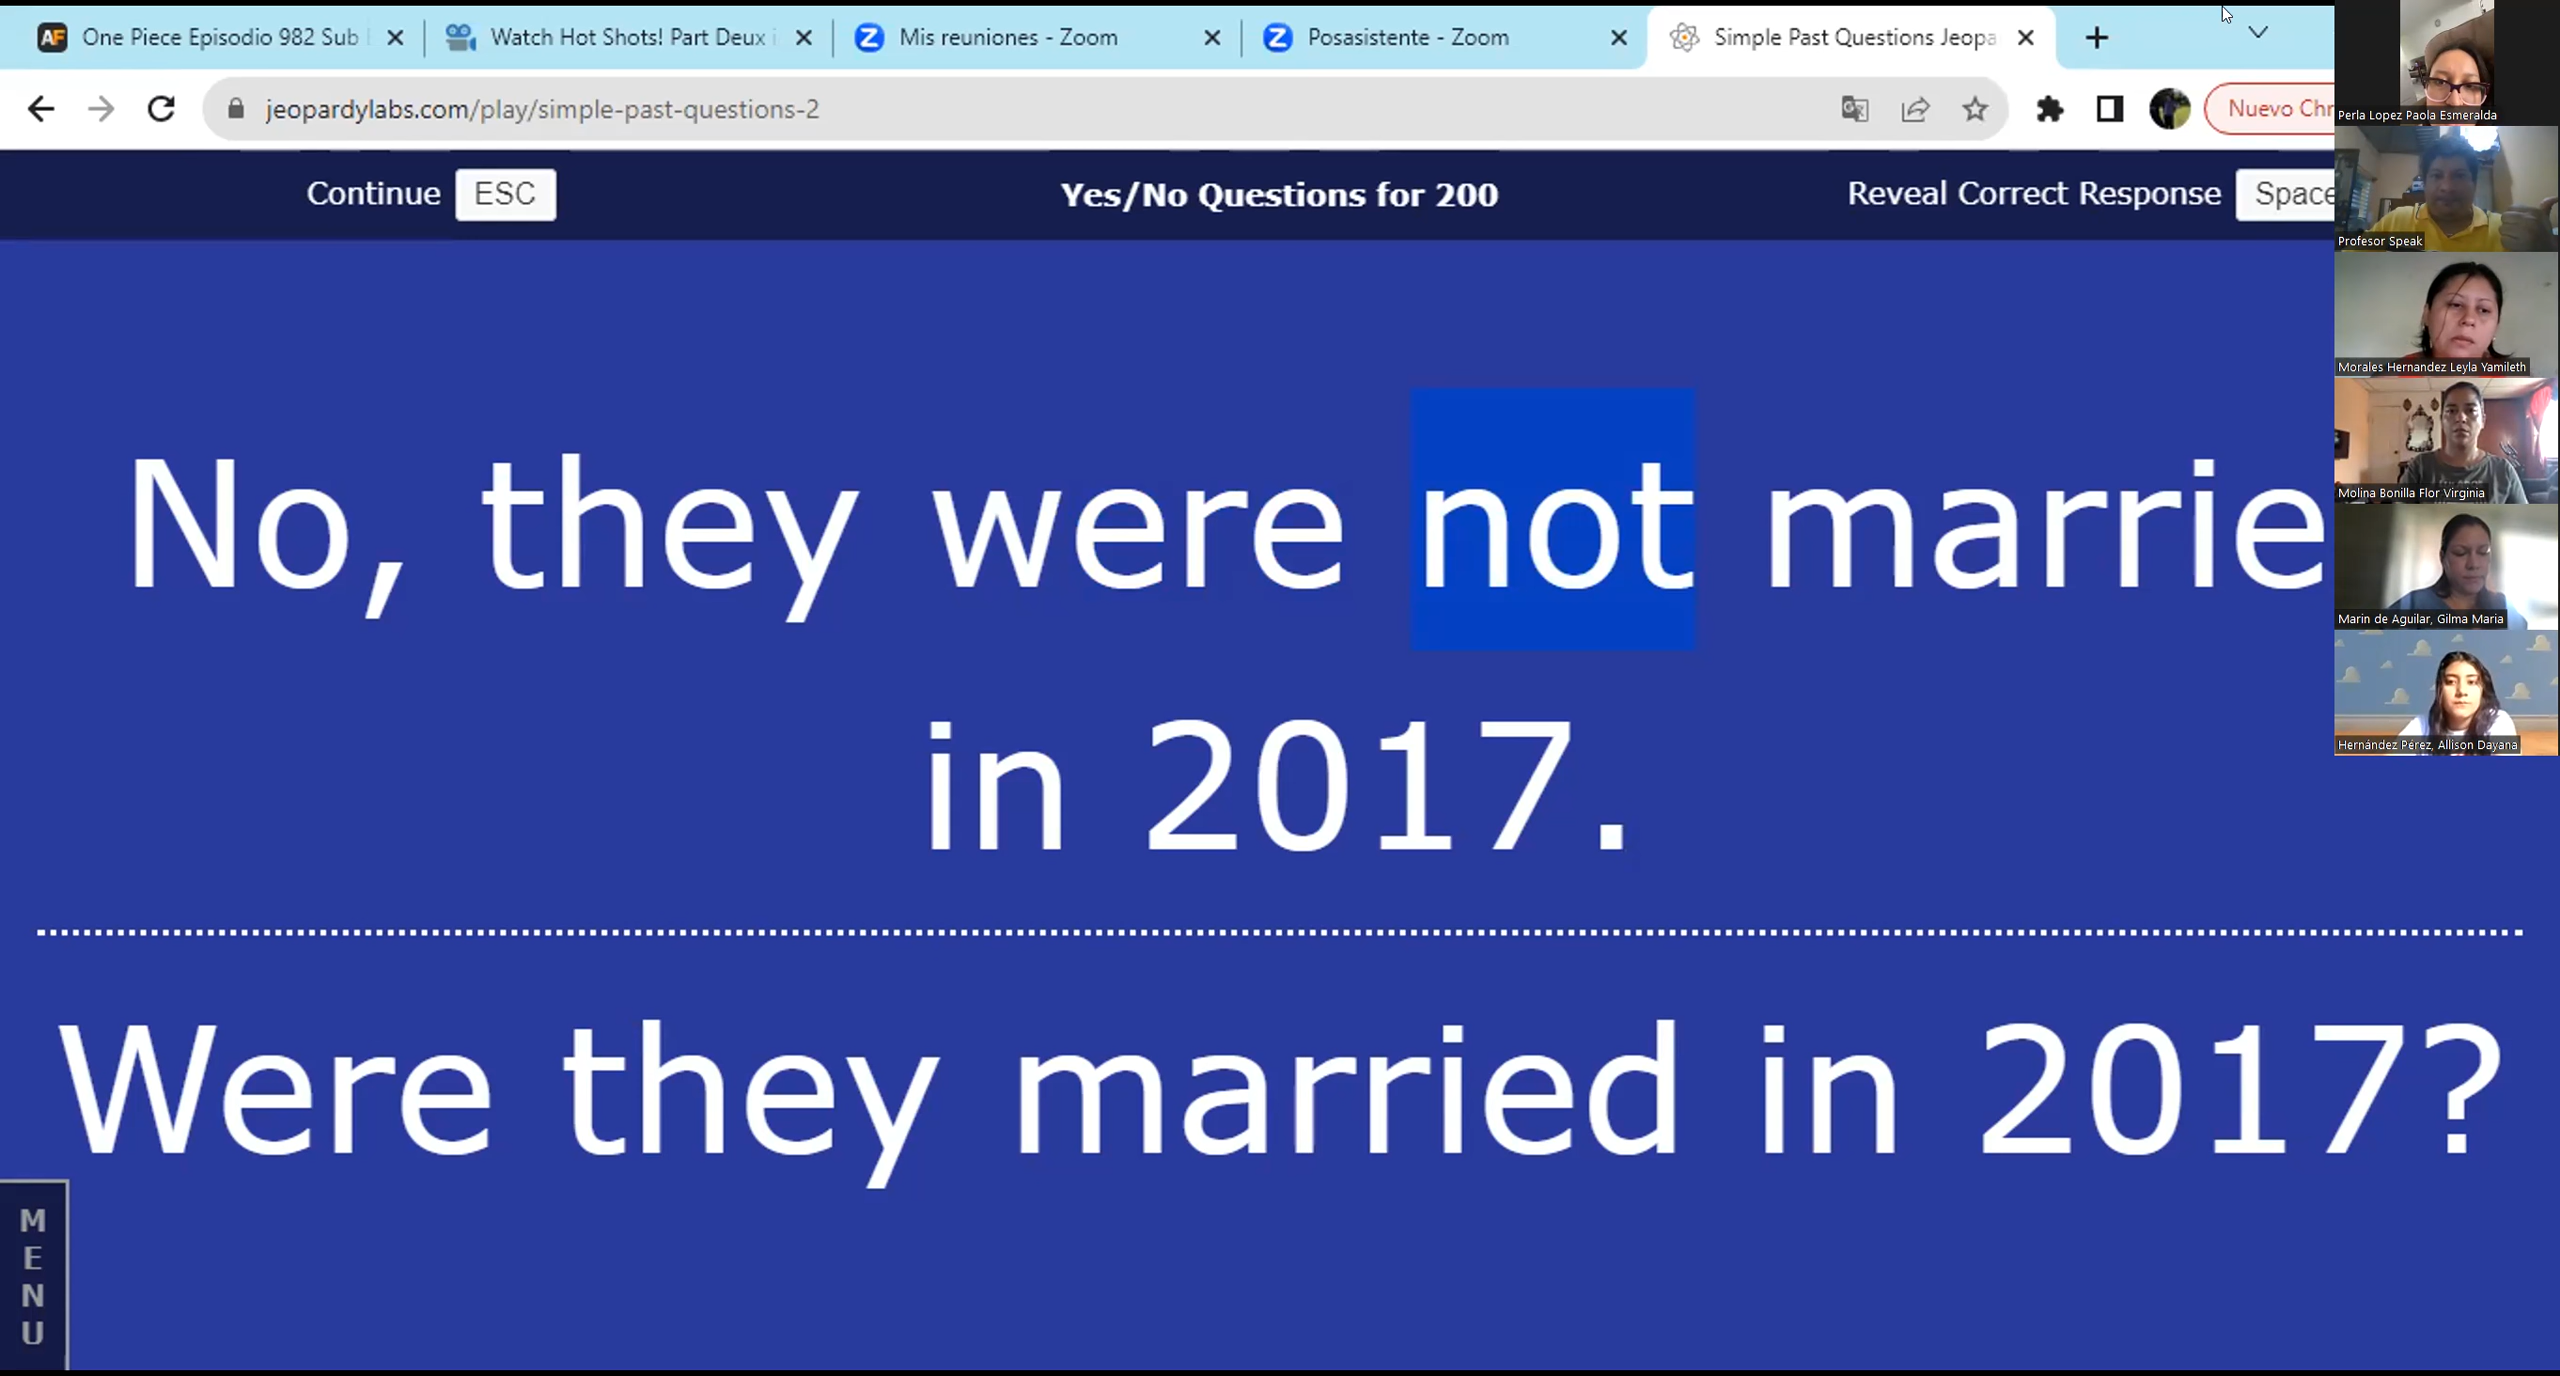 One Piece Episodio 982 Sub
Watch Hot Shots! Part Deux i
Mis reuniones - Zoom
Posasistente - Zoom
Simple Past Questions Jeopa
jeopardylabs.com/play/simple-past-questions-2
Nuevo Chr
Continue ESC
Yes/No Questions for 200
Reveal Correct Response Space
No, they were not marrie
in 2017.
Were they married in 2017?
MENU
Perla Lopez Paola Esmeralda
Profesor Speak
Morales Hernandez Leyla Yamileth
Molina Bonilla Flor Virginia
Marin de Aguilar, Gilma Maria
Hernández Pérez, Allison Dayana